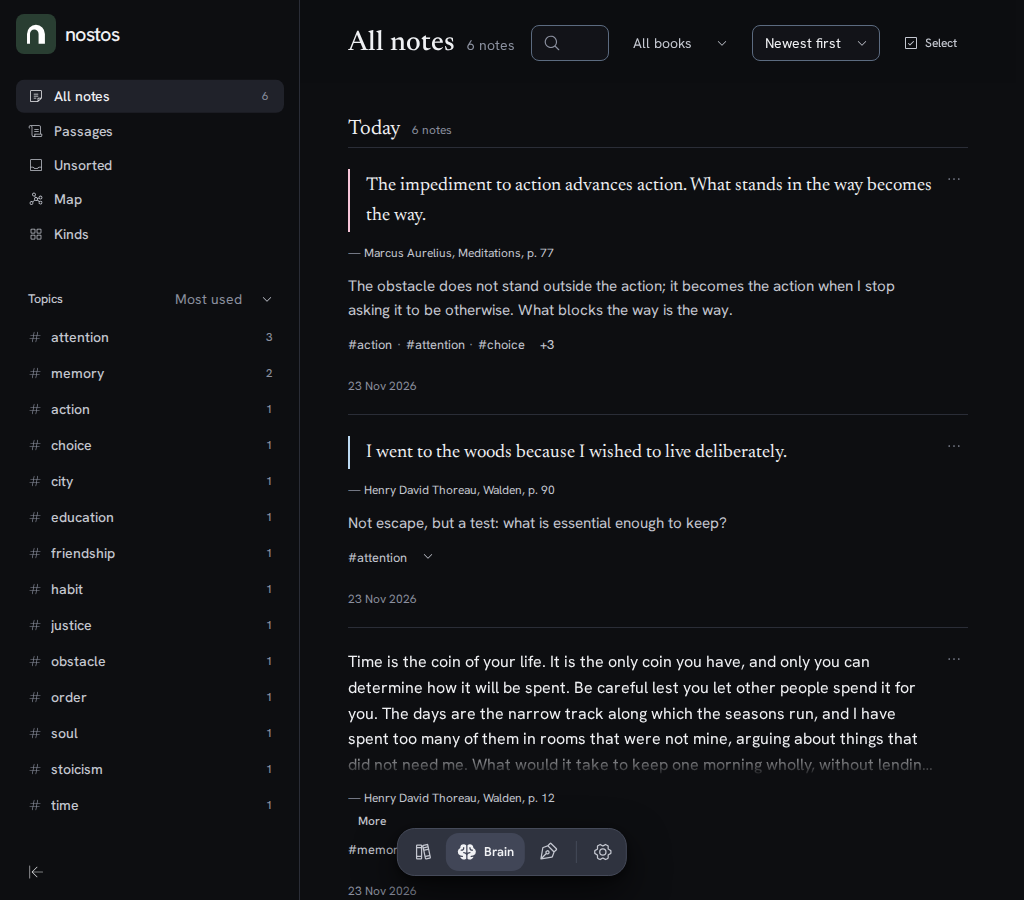 nostos
All notes 6
Passages
Unsorted
Map
Kinds
Topics Most used
# attention 3
# memory 2
# action 1
# choice 1
# city 1
# education 1
# friendship 1
# habit 1
# justice 1
# obstacle 1
# order 1
# soul 1
# stoicism 1
# time 1
All notes 6 notes All books Newest first Select
Today 6 notes
The impediment to action advances action. What stands in the way becomes
the way.
— Marcus Aurelius, Meditations, p. 77
The obstacle does not stand outside the action; it becomes the action when I stop
asking it to be otherwise. What blocks the way is the way.
#action · #attention · #choice +3
23 Nov 2026
I went to the woods because I wished to live deliberately.
— Henry David Thoreau, Walden, p. 90
Not escape, but a test: what is essential enough to keep?
#attention
23 Nov 2026
Time is the coin of your life. It is the only coin you have, and only you can
determine how it will be spent. Be careful lest you let other people spend it for
you. The days are the narrow track along which the seasons run, and I have
spent too many of them in rooms that were not mine, arguing about things that
did not need me. What would it take to keep one morning wholly, without lendin...
— Henry David Thoreau, Walden, p. 12
More
#memor
Brain
23 Nov 2026